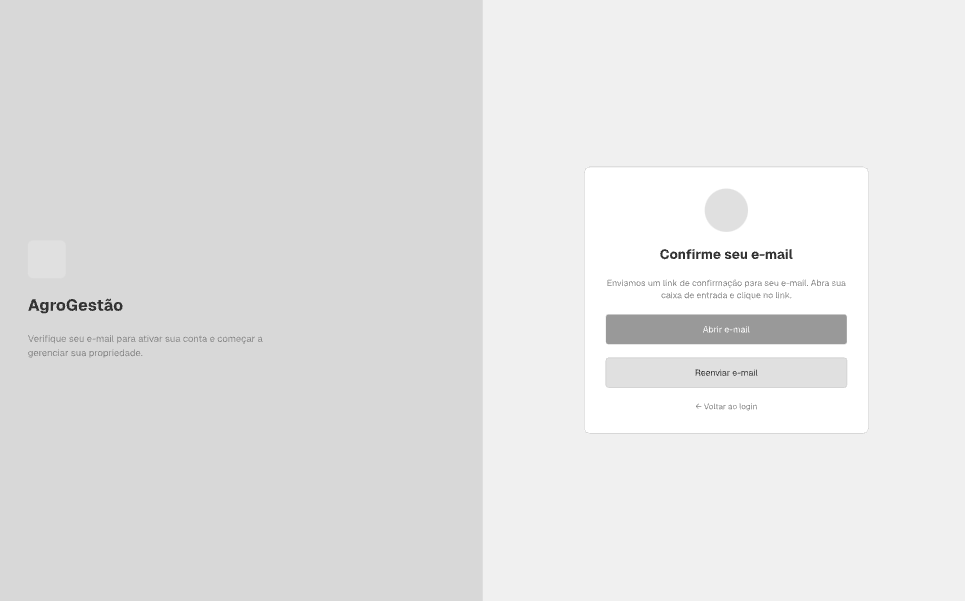 AgroGestão
Verifique seu e-mail para ativar sua conta e começar a
gerenciar sua propriedade.
Confirme seu e-mail
Enviamos um link de confirmação para seu e-mail. Abra sua
caixa de entrada e clique no link.
Abrir e-mail
Reenviar e-mail
← Voltar ao login